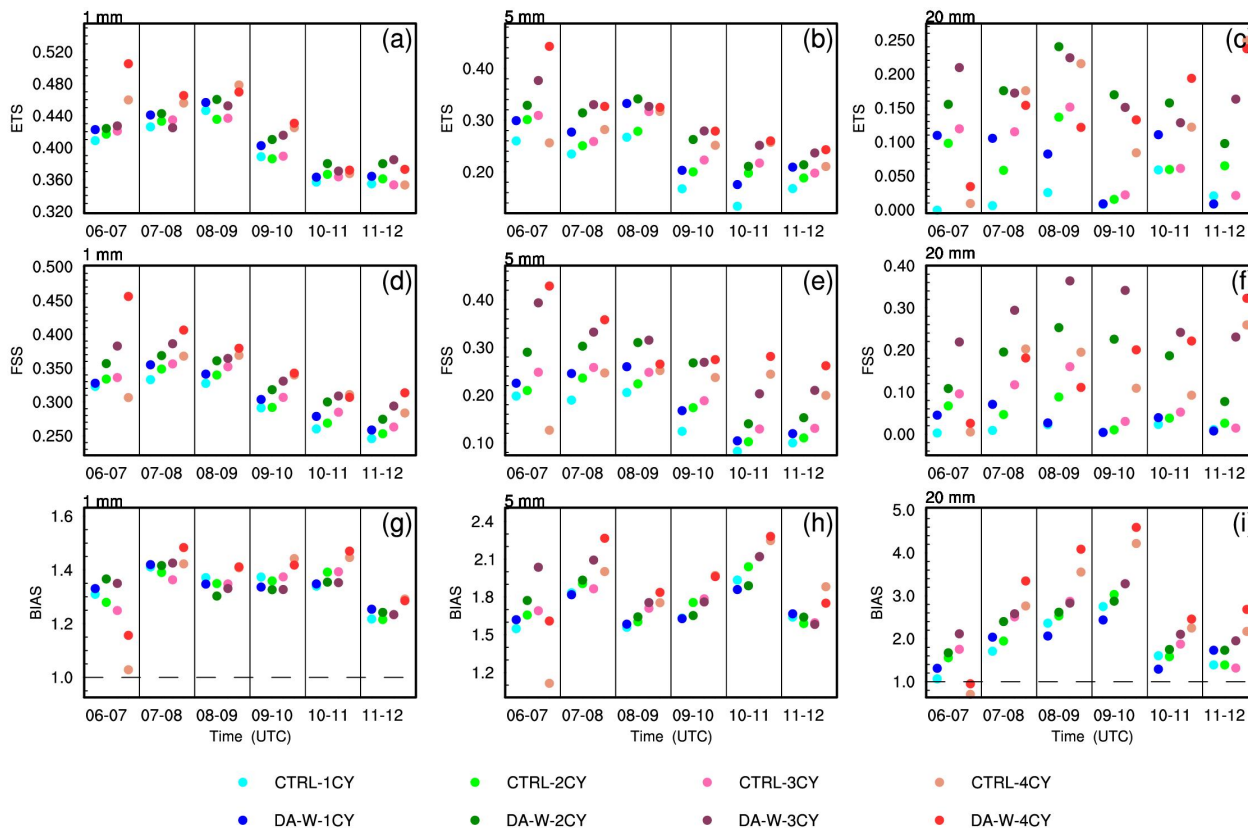 1 mm 5 mm 20 mm
(a) (b) (c)
ETS ETS ETS
0.520 0.40 0.250
0.480 0.200
0.440 0.30 0.150
0.400 0.100
0.360 0.20 0.050
0.320 0.000
06-07 07-08 08-09 09-10 10-11 11-12 06-07 07-08 08-09 09-10 10-11 11-12 06-07 07-08 08-09 09-10 10-11 11-12
1 mm 5 mm 20 mm
(d) (e) (f)
FSS FSS FSS
0.500 0.40
0.450 0.40 0.30
0.400 0.30 0.20
0.350 0.20 0.10
0.300 0.10 0.00
0.250
06-07 07-08 08-09 09-10 10-11 11-12 06-07 07-08 08-09 09-10 10-11 11-12 06-07 07-08 08-09 09-10 10-11 11-12
1 mm 5 mm 20 mm
(g) (h) (i)
BIAS BIAS BIAS
1.6 2.4 5.0
1.4 2.1 4.0
1.8 3.0
1.2 1.5 2.0
1.0 1.2 1.0
06-07 07-08 08-09 09-10 10-11 11-12 06-07 07-08 08-09 09-10 10-11 11-12 06-07 07-08 08-09 09-10 10-11 11-12
Time (UTC) Time (UTC) Time (UTC)
CTRL-1CY CTRL-2CY CTRL-3CY CTRL-4CY
DA-W-1CY DA-W-2CY DA-W-3CY DA-W-4CY